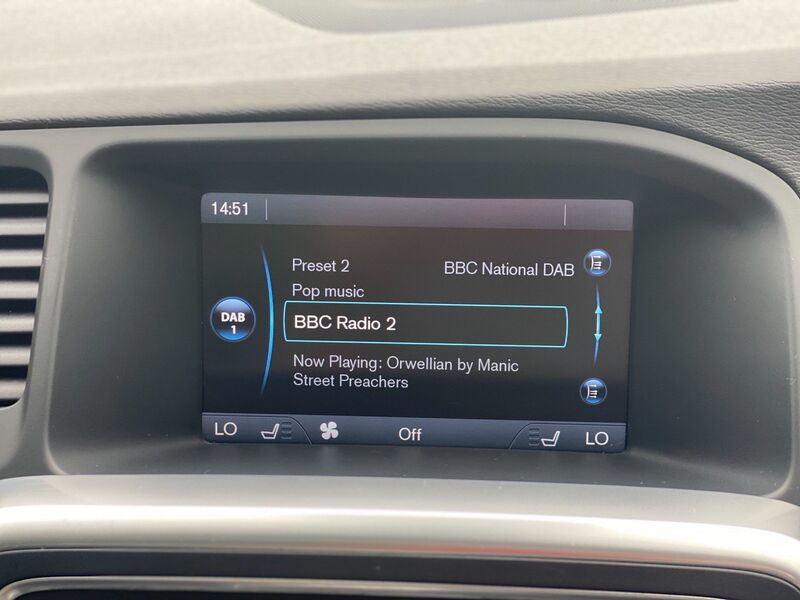 14:51
Preset 2
BBC National DAB
Pop music
DAB
1
BBC Radio 2
Now Playing: Orwellian by Manic
Street Preachers
LO
Off
LO